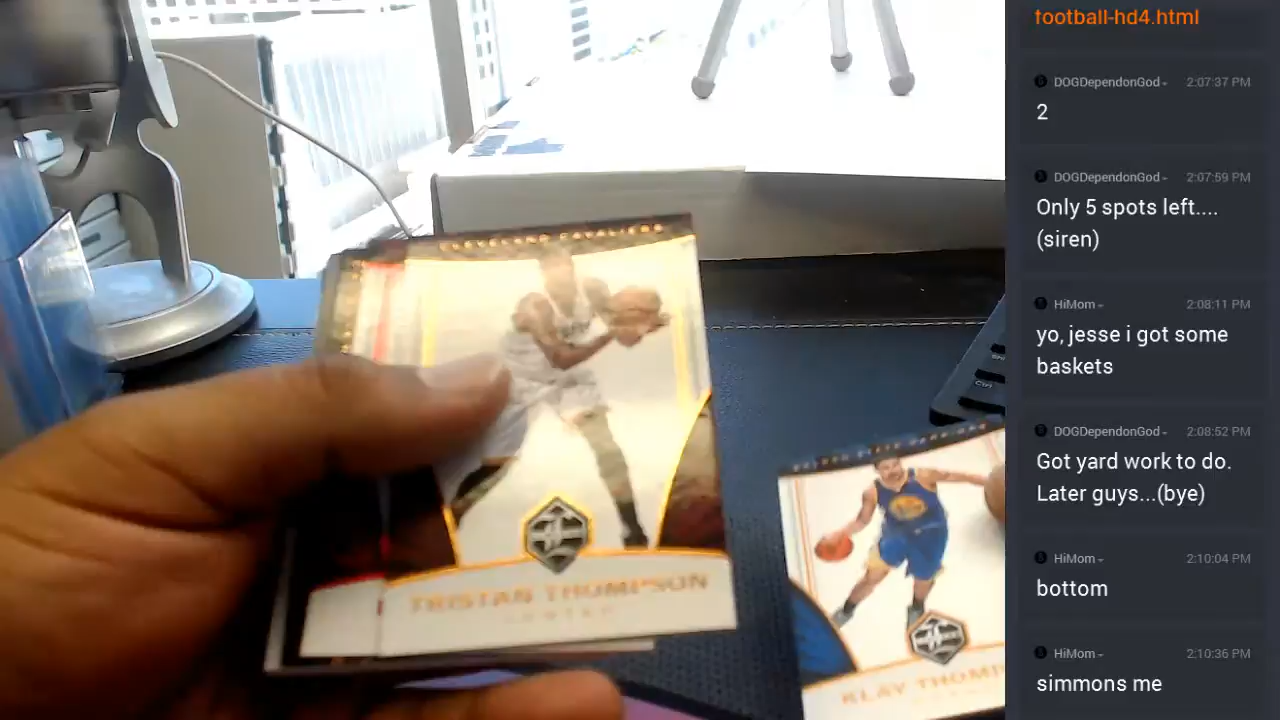 CLEVELAND CAVALIERS
TRISTAN THOMPSON
CENTER
KLAY THOMPS
Ctrl
football-hd4.html
DOGDependonGod 2:07:37 PM
2
DOGDependonGod 2:07:59 PM
Only 5 spots left....
(siren)
HiMom 2:08:11 PM
yo, jesse i got some
baskets
DOGDependonGod 2:08:52 PM
Got yard work to do.
Later guys...(bye)
HiMom 2:10:04 PM
bottom
HiMom 2:10:36 PM
simmons me